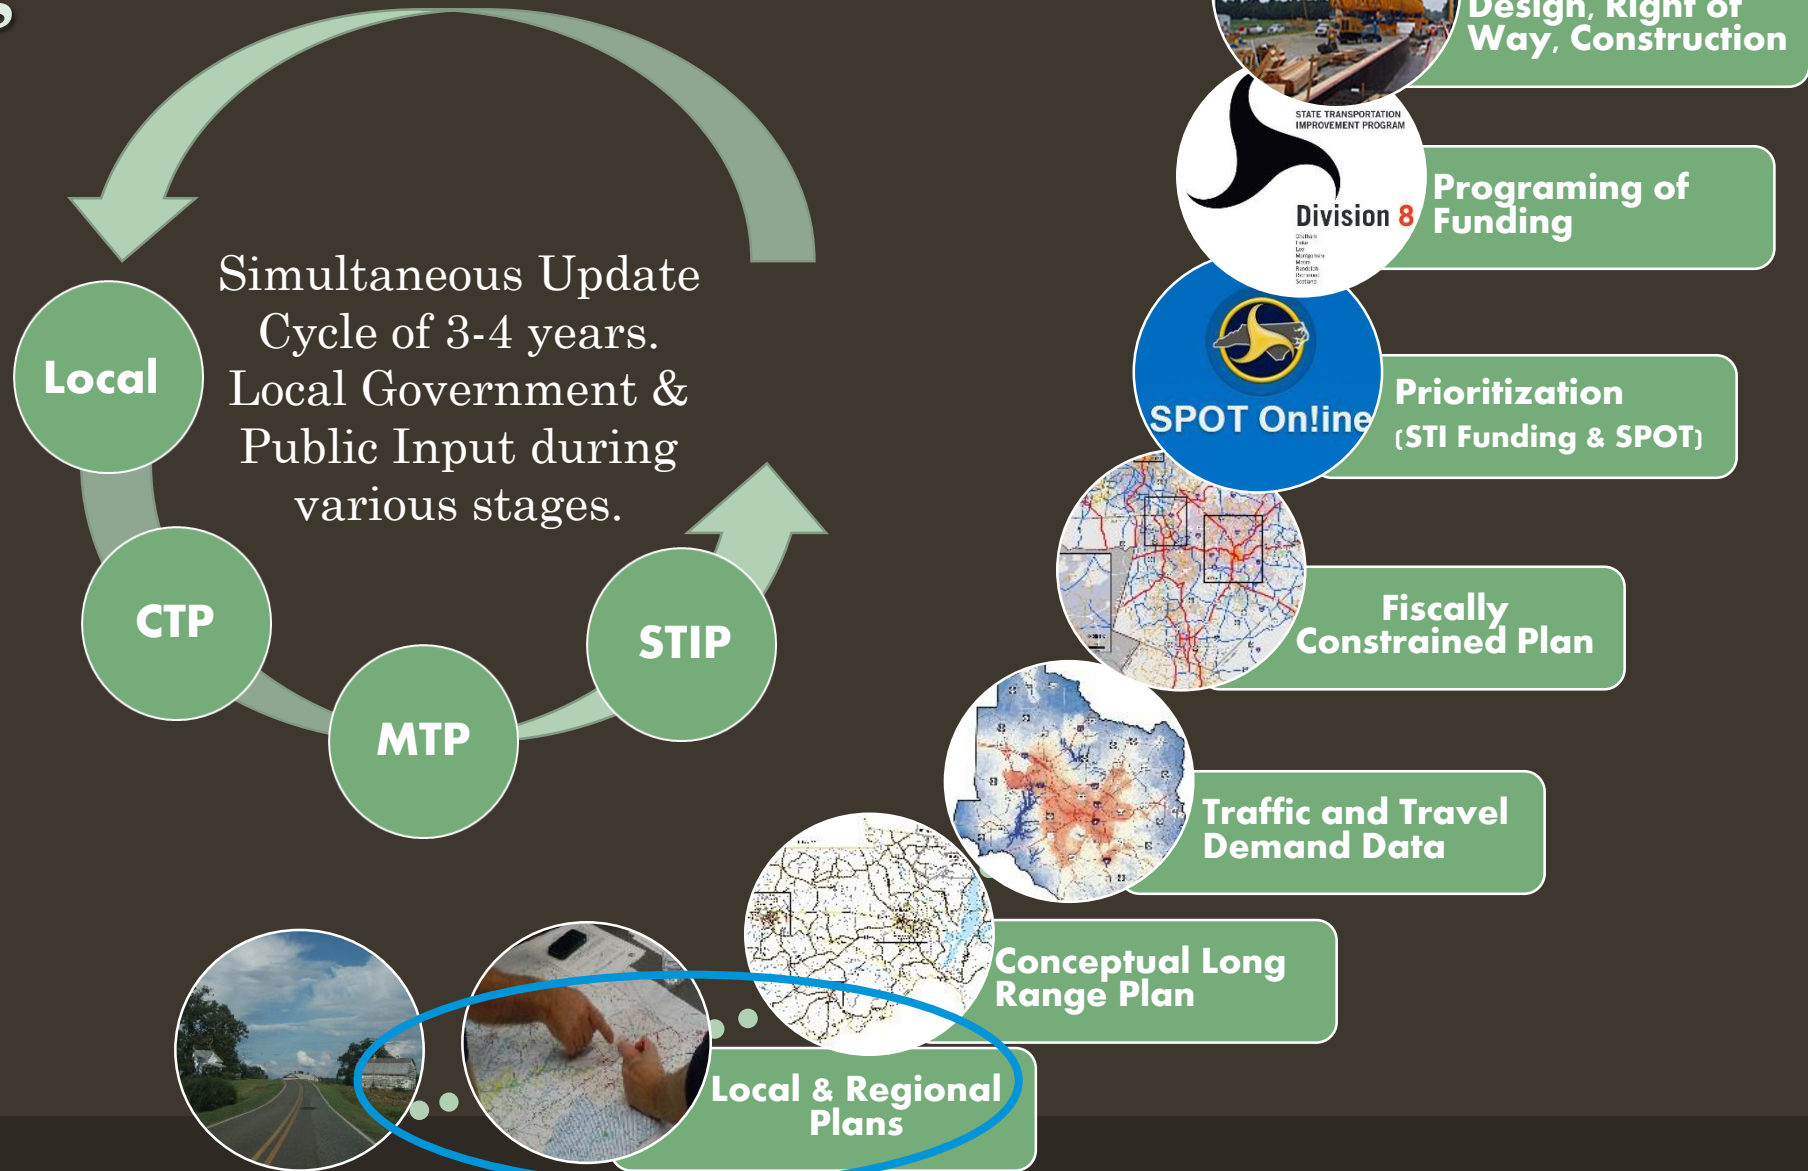 Simultaneous Update
Cycle of 3-4 years.
Local Government &
Public Input during
various stages.
Local
CTP
MTP
STIP
Design, Right of
Way, Construction
STATE TRANSPORTATION
IMPROVEMENT PROGRAM
Division 8
Programing of
Funding
SPOT On!ine
Prioritization
(STI Funding & SPOT)
Fiscally
Constrained Plan
Traffic and Travel
Demand Data
Conceptual Long
Range Plan
Local & Regional
Plans